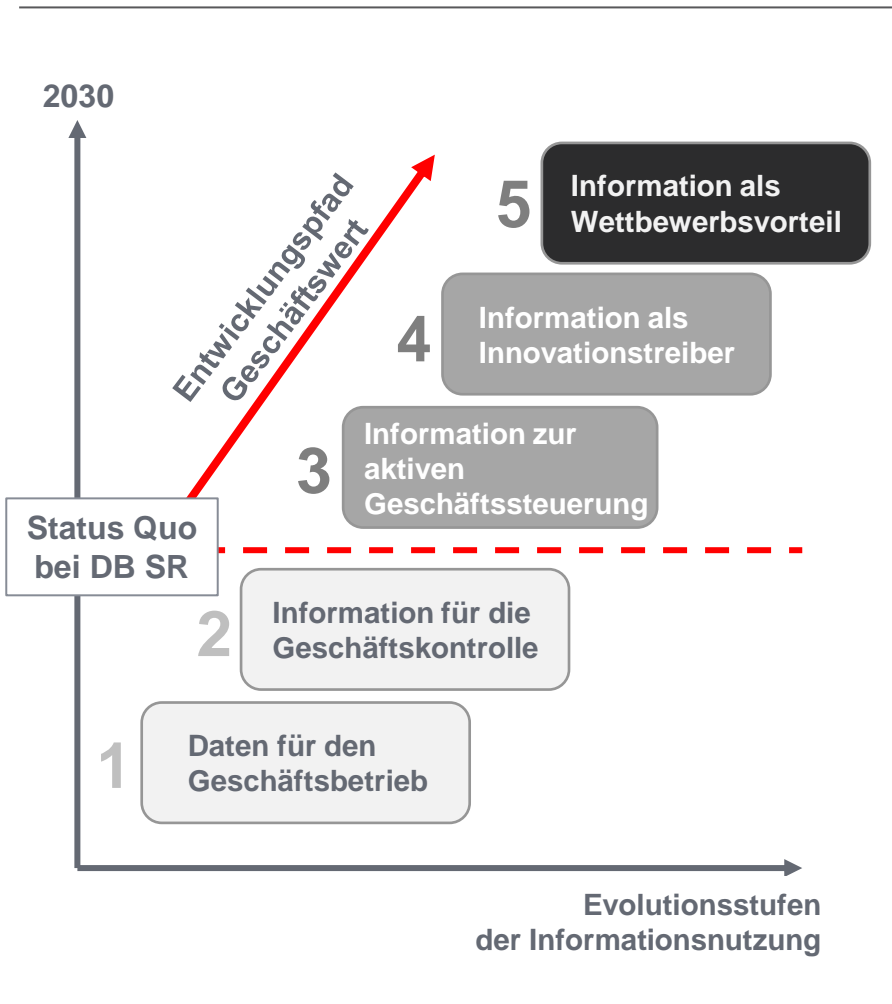 2030
Entwicklungspfad
Geschäftswert
5
Information als
Wettbewerbsvorteil
4
Information als
Innovationstreiber
3
Information zur
aktiven
Geschäftssteuerung
Status Quo
bei DB SR
2
Information für die
Geschäftskontrolle
1
Daten für den
Geschäftsbetrieb
Evolutionsstufen
der Informationsnutzung